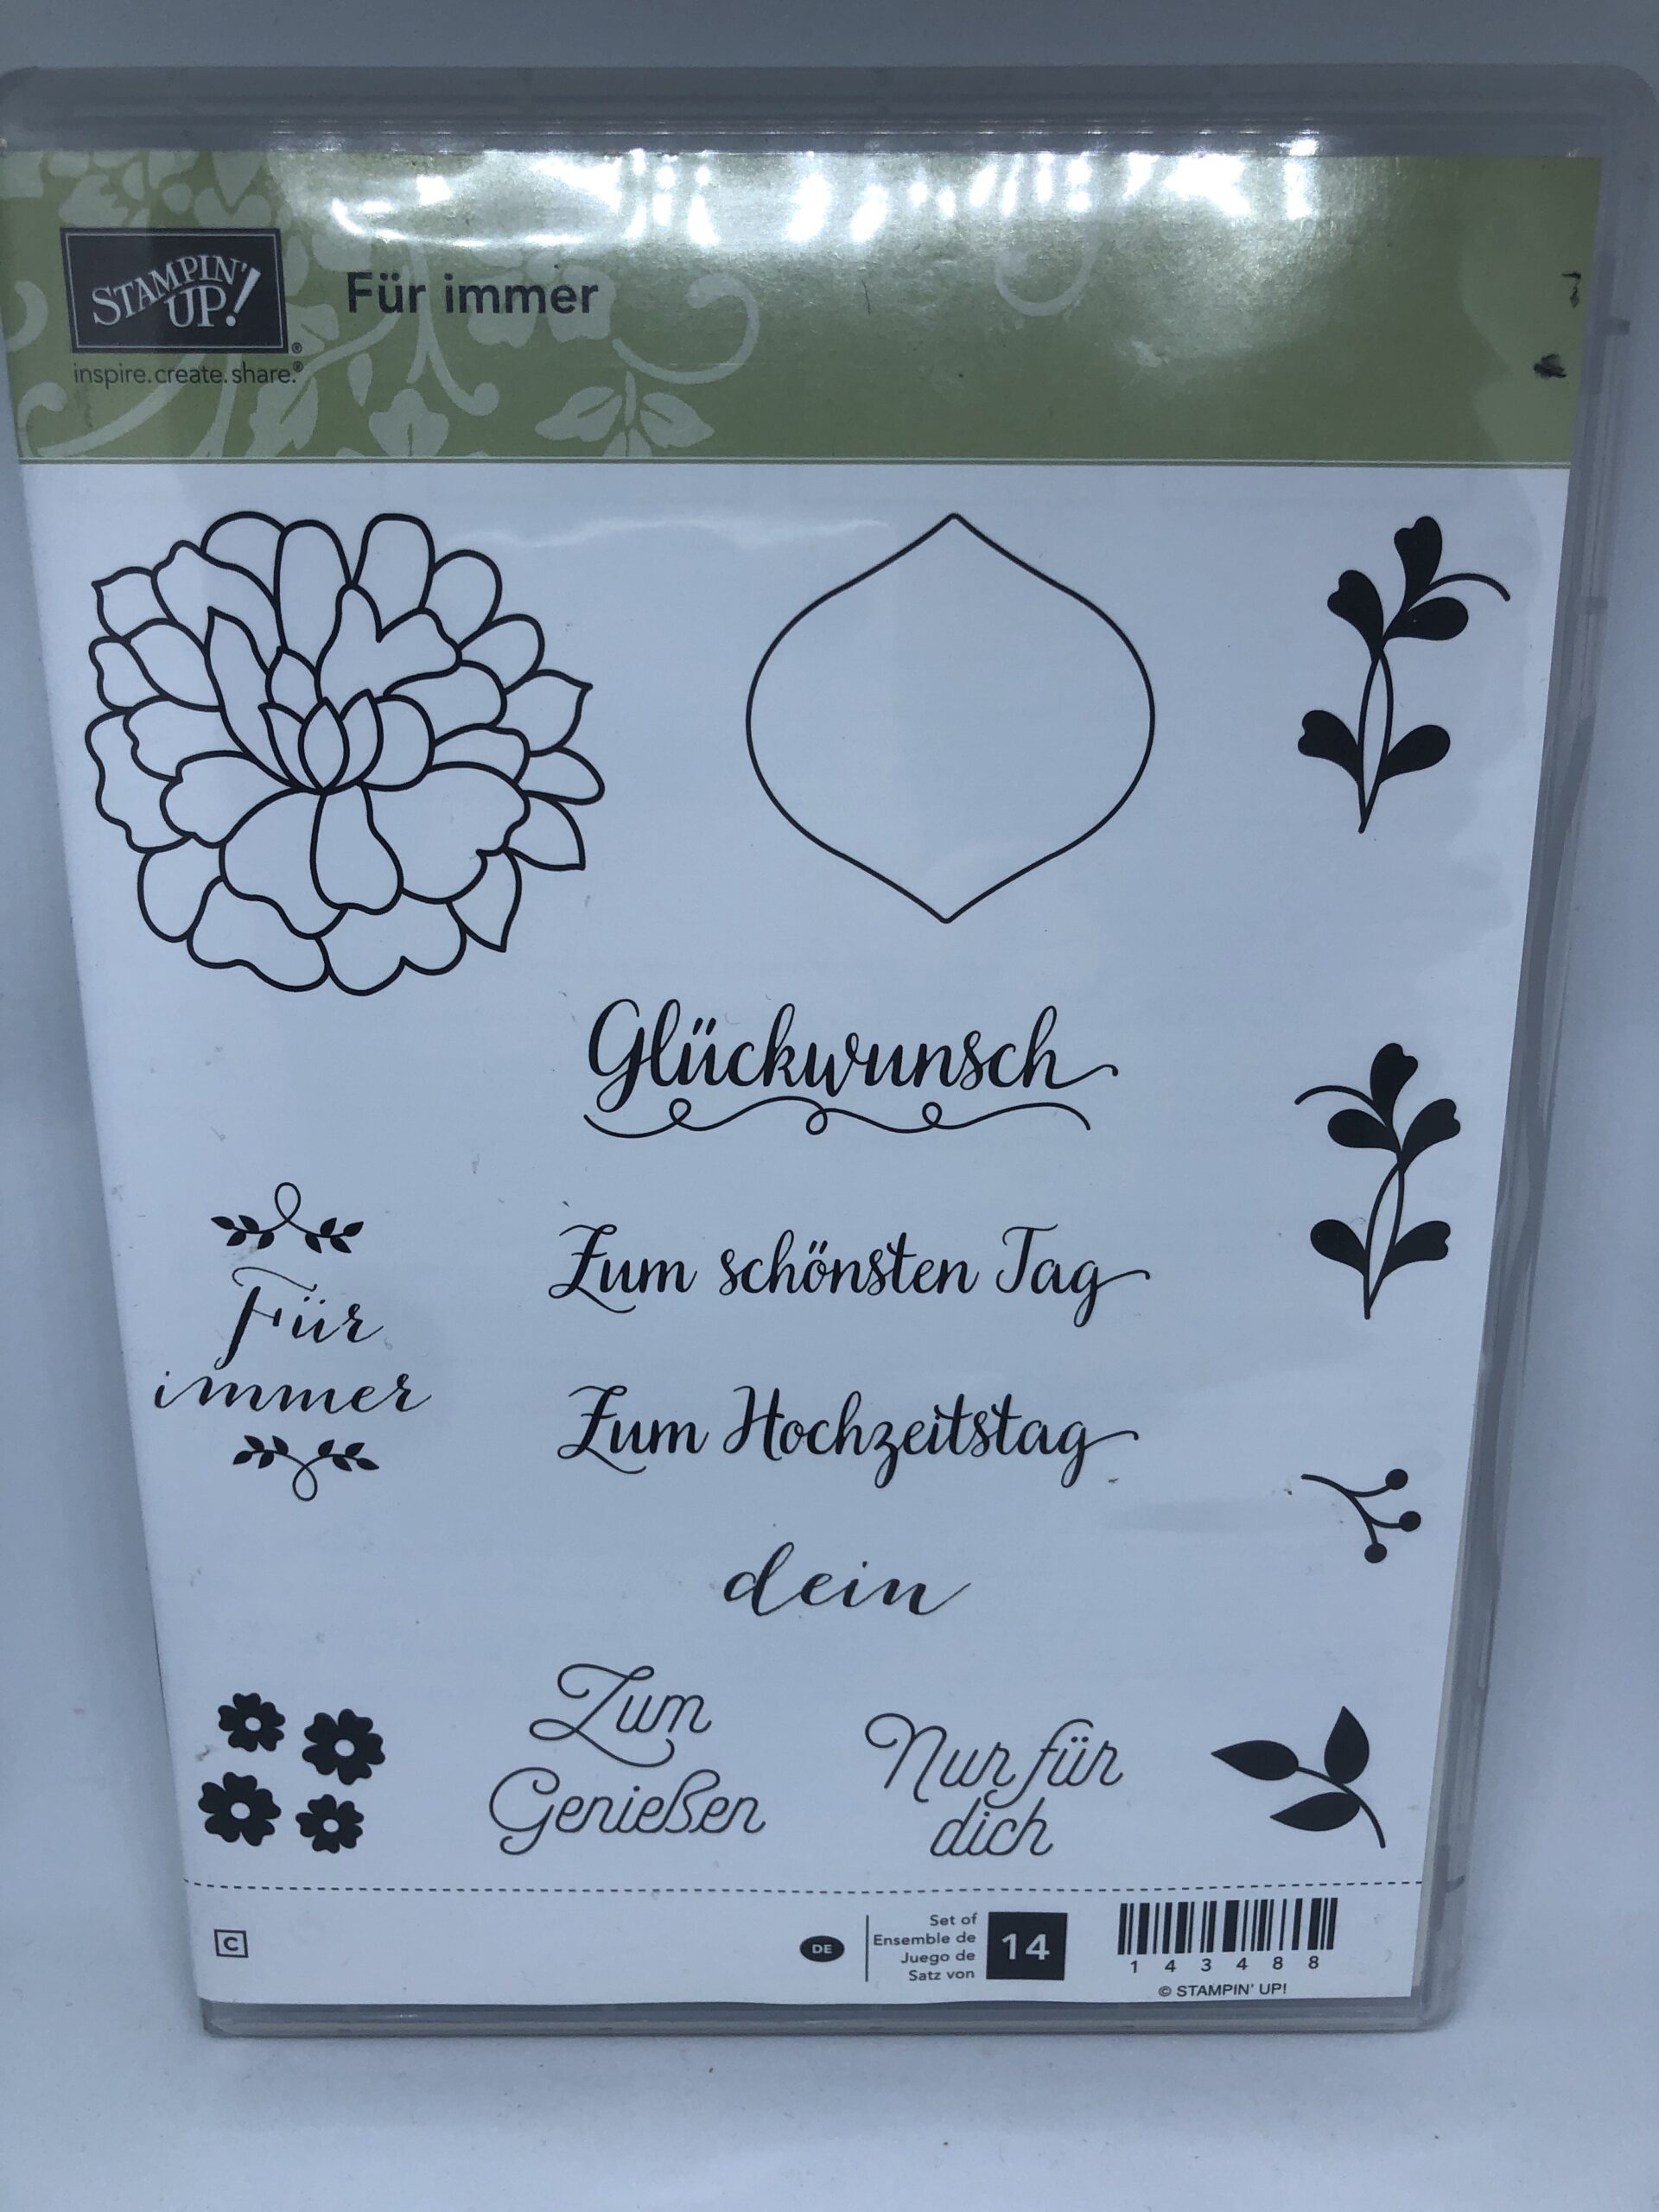 STAMPIN'
UP!
®
inspire.create.share.®
Für immer
Glückwunsch
Für
immer
Zum schönsten Tag
Zum Hochzeitstag
dein
Zum
Genießen
Nur für
dich
C
DE
Set of
Ensemble de
Juego de
Satz von
14
1 4 3 4 8 8
© STAMPIN' UP!